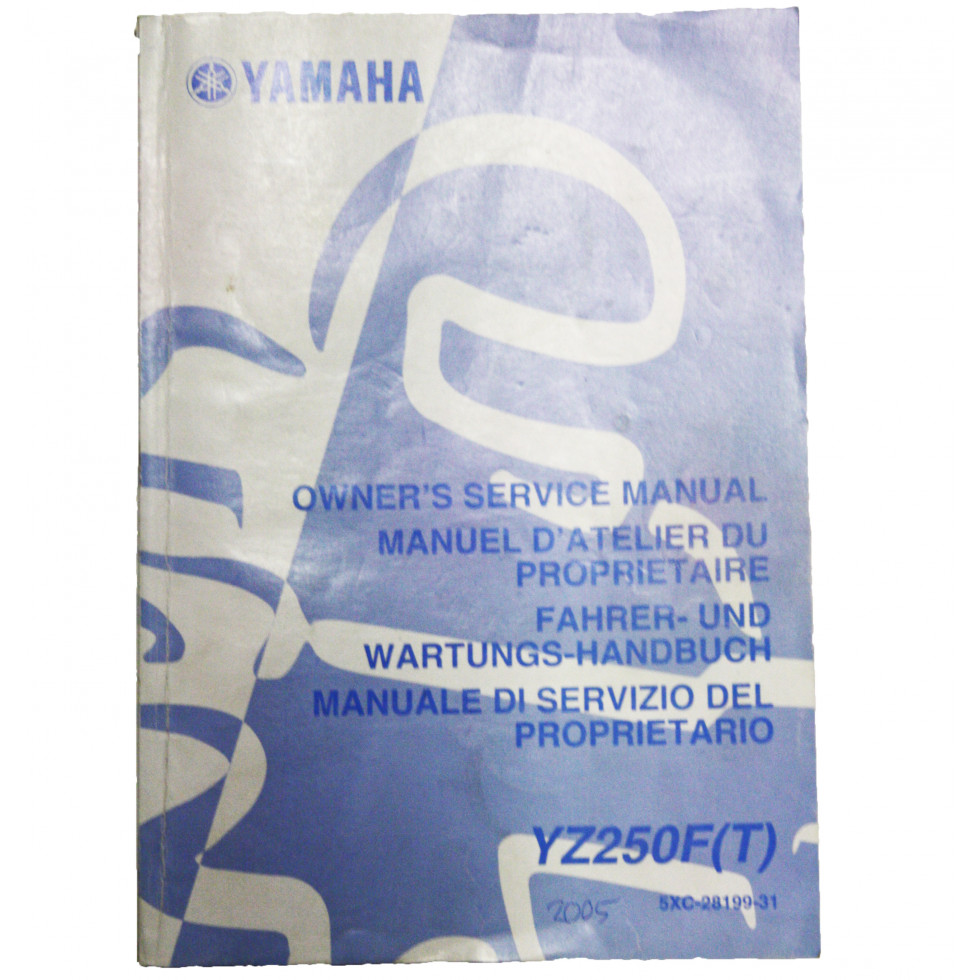 YAMAHA
OWNER'S SERVICE MANUAL
MANUEL D'ATELIER DU
PROPRIETAIRE
FAHRER- UND
WARTUNGS-HANDBUCH
MANUALE DI SERVIZIO DEL
PROPRIETARIO
YZ250F(T)
2005
5XC-28199-31